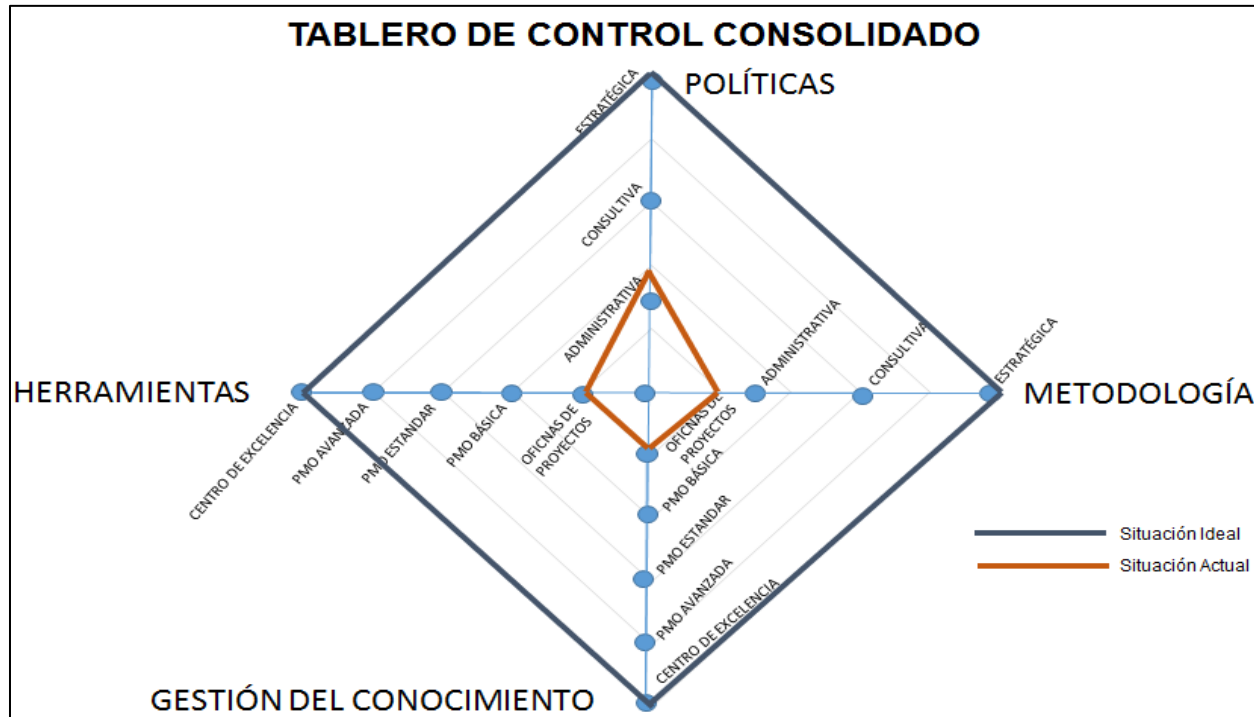 TABLERO DE CONTROL CONSOLIDADO
POLÍTICAS
ESTRATÉGICA
CONSULTIVA
ADMINISTRATIVA
HERRAMIENTAS
CENTRO DE EXCELENCIA
PMO AVANZADA
PMO ESTANDAR
PMO BÁSICA
OFICNAS DE
PROYECTOS
METODOLOGÍA
ADMINISTRATIVA
CONSULTIVA
ESTRATÉGICA
OFICNAS DE
PROYECTOS
PMO BÁSICA
PMO ESTANDAR
PMO AVANZADA
CENTRO DE EXCELENCIA
GESTIÓN DEL CONOCIMIENTO
Situación Ideal
Situación Actual